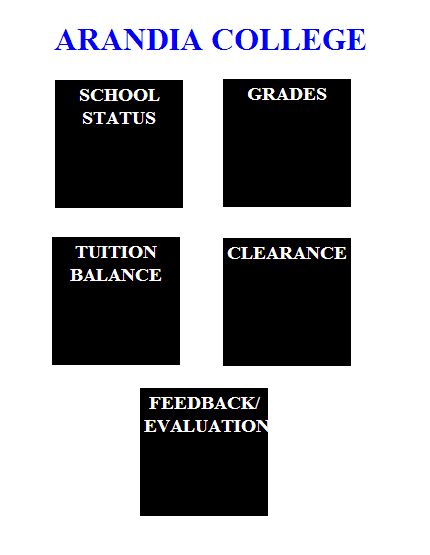 ARANDIA COLLEGE
SCHOOL
STATUS
GRADES
TUITION
BALANCE
CLEARANCE
FEEDBACK/
EVALUATION